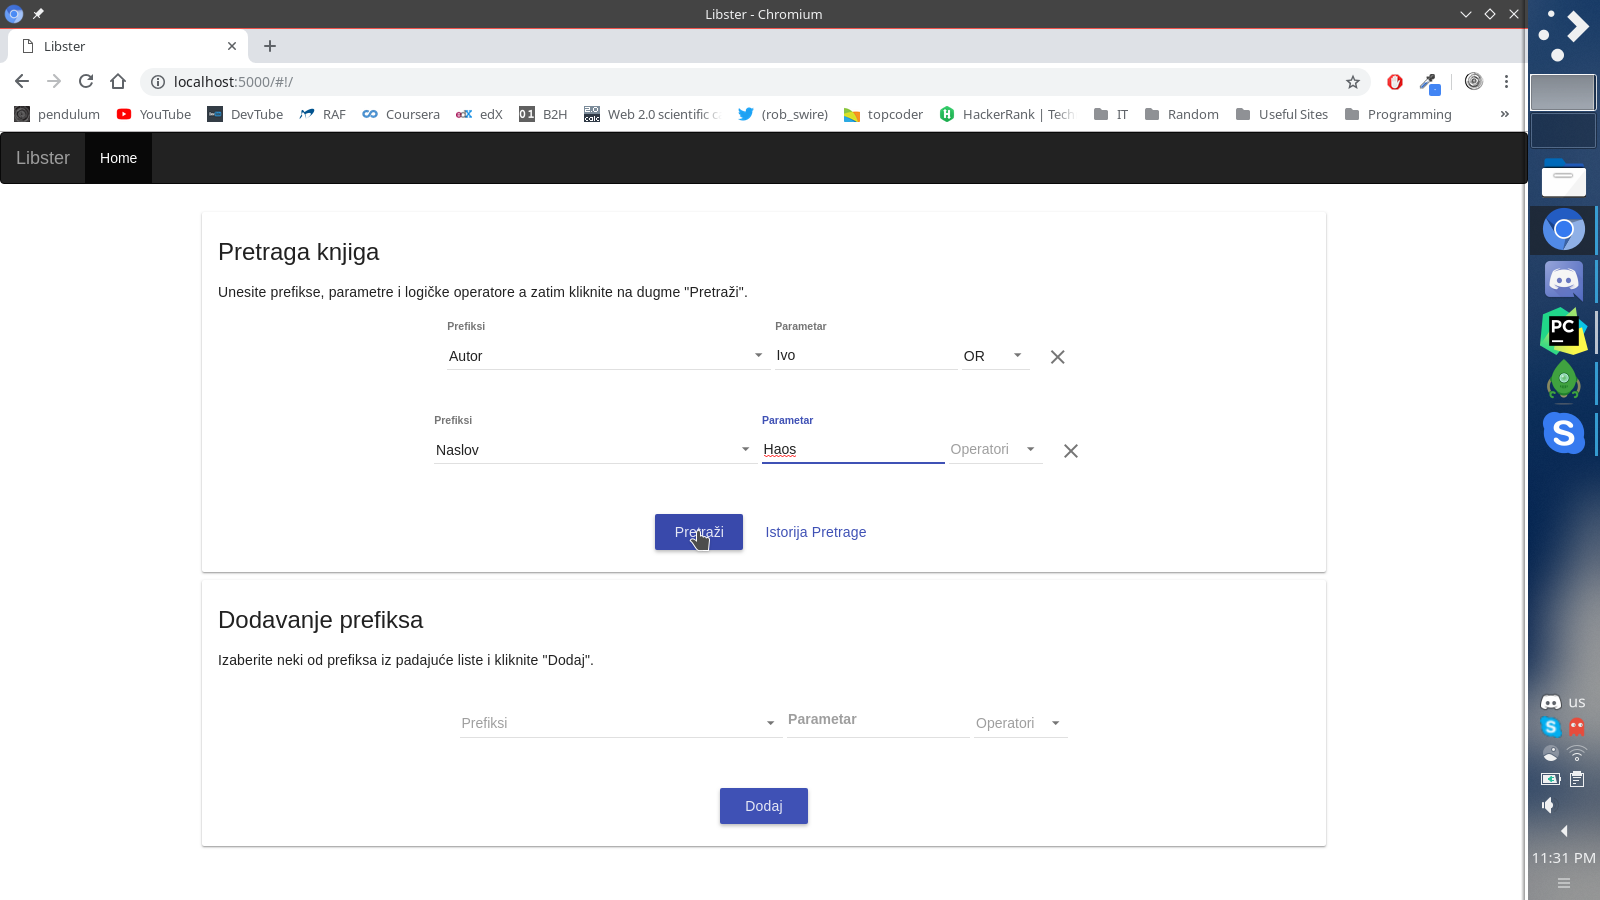 Libster - Chromium
Libster
localhost:5000/#!/
pendulum YouTube DevTube RAF Coursera edX B2H Web 2.0 scientific (rob_swire) topcoder HackerRank | Tech IT Random Useful Sites Programming »
Libster Home
Pretraga knjiga
Unesite prefikse, parametre i logičke operatore a zatim kliknite na dugme "Pretraži".
Prefiksi Parametar
Autor Ivo OR
Prefiksi Parametar
Naslov Haos Operatori
Pretraži Istorija Pretrage
Dodavanje prefiksa
Izaberite neki od prefiksa iz padajuće liste i kliknite "Dodaj".
Prefiksi Parametar Operatori
Dodaj
PC
us
11:31 PM